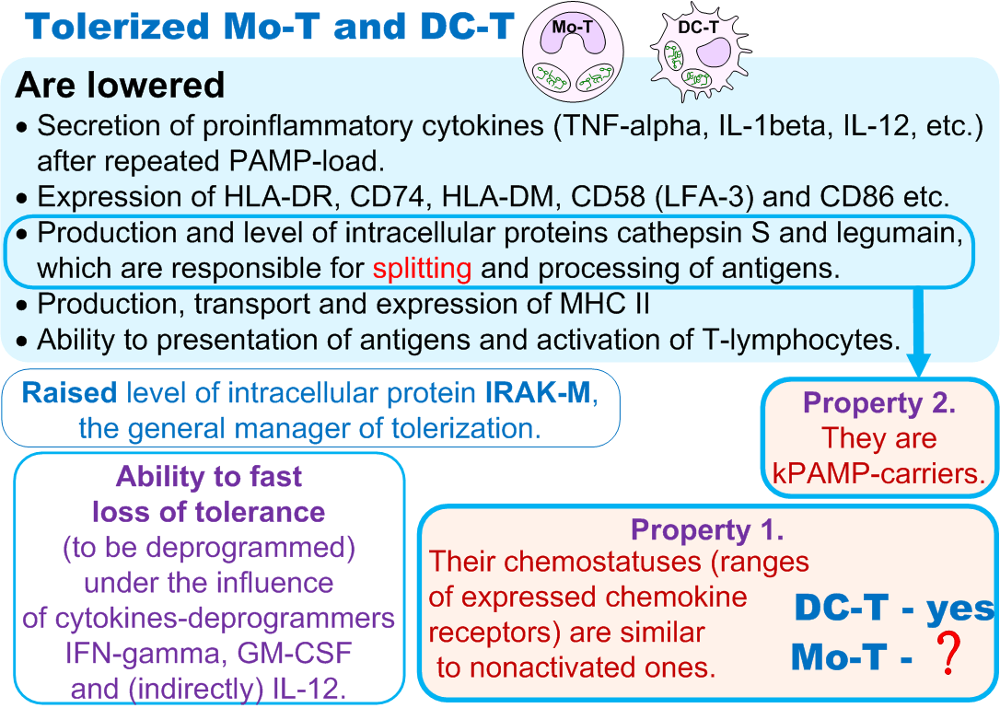 Tolerized Mo-T and DC-T
Mo-T
DC-T
Are lowered
• Secretion of proinflammatory cytokines (TNF-alpha, IL-1beta, IL-12, etc.)
after repeated PAMP-load.
• Expression of HLA-DR, CD74, HLA-DM, CD58 (LFA-3) and CD86 etc.
• Production and level of intracellular proteins cathepsin S and legumain,
which are responsible for splitting and processing of antigens.
• Production, transport and expression of MHC II
• Ability to presentation of antigens and activation of T-lymphocytes.
Raised level of intracellular protein IRAK-M,
the general manager of tolerization.
Property 2.
They are
kPAMP-carriers.
Ability to fast
loss of tolerance
(to be deprogrammed)
under the influence
of cytokines-deprogrammers
IFN-gamma, GM-CSF
and (indirectly) IL-12.
Property 1.
Their chemostatuses (ranges
of expressed chemokine
receptors) are similar
to nonactivated ones.
DC-T - yes
Mo-T - ?